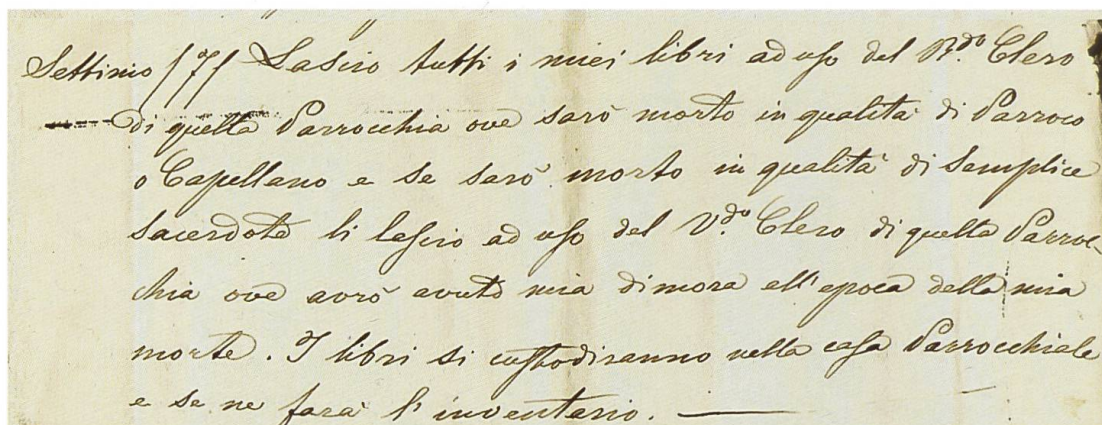 Settimo /7/ Lascio tutti i miei libri ad uso del R.do Clero
di quella Parrocchia ove sarò morto in qualità di Parroco
o Capellano e se sarò morto in qualità di semplice
sacerdote li lascio ad uso del V.do Clero di quella Parroc-
chia ove avrò avuto mia dimora all'epoca della mia
morte. I libri si custodiranno nella casa Parrocchiale
e se ne farà l'inventario.